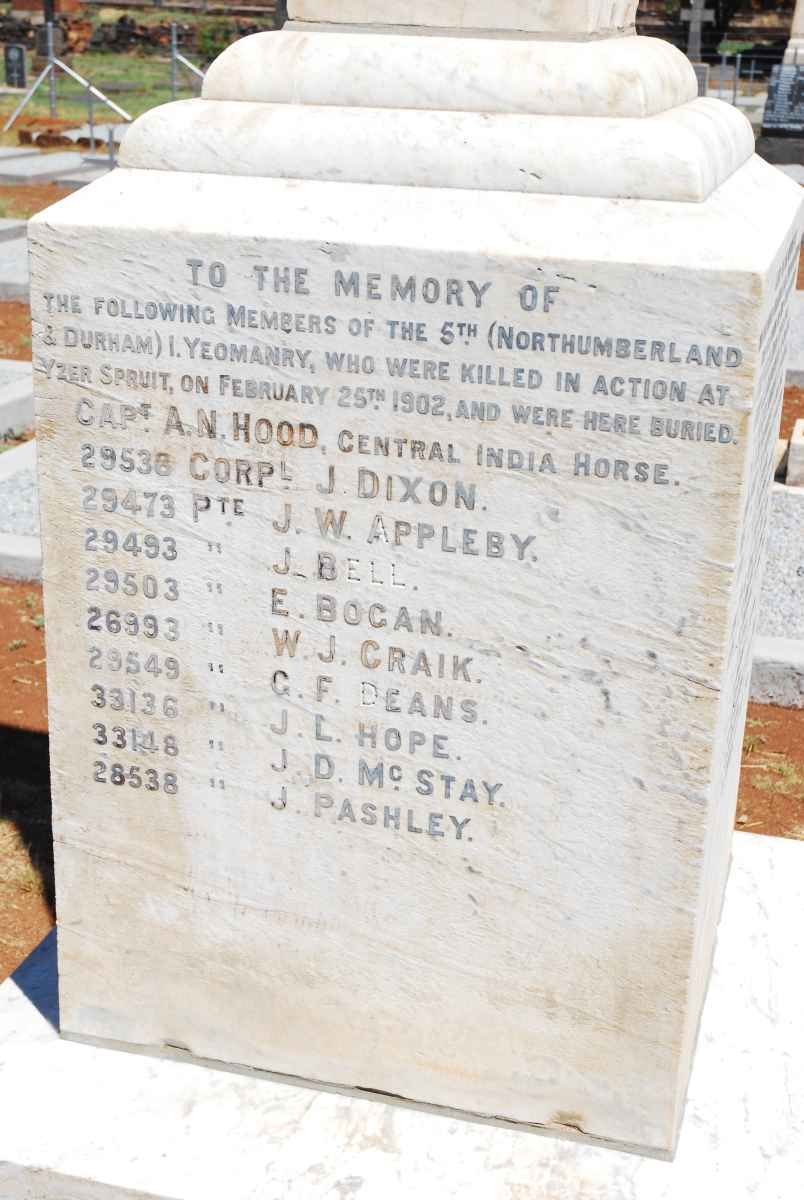 TO THE MEMORY OF
THE FOLLOWING MEMBERS OF THE 5TH (NORTHUMBERLAND
& DURHAM) I. YEOMANRY, WHO WERE KILLED IN ACTION AT
YZER SPRUIT, ON FEBRUARY 25TH 1902, AND WERE HERE BURIED.
CAPT. A. N. HOOD, CENTRAL INDIA HORSE.
29536 CORPL J. DIXON.
29473 PTE J. W. APPLEBY.
29493 " J. BELL.
29503 " E. BOGAN.
26993 " W. J. CRAIK.
29549 " G. F. DEANS.
33136 " J. L. HOPE.
33148 " J. D. MC STAY.
28538 " J. PASHLEY.